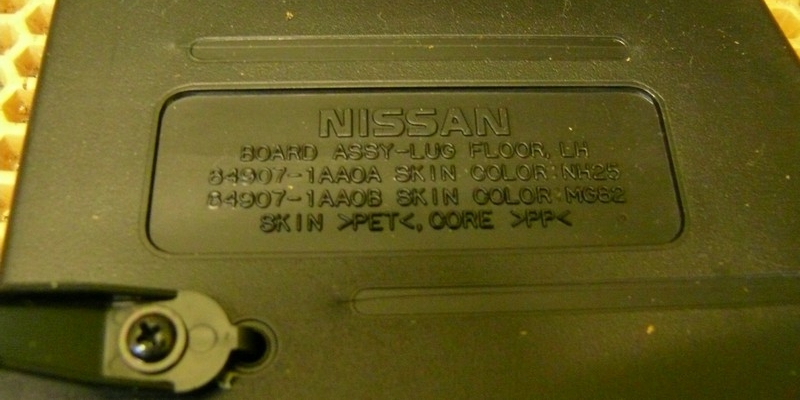 NISSAN
BOARD ASSY-LUG FLOOR, LH
84907-1AA0A SKIN COLOR:NH25
84907-1AA0B SKIN COLOR:MG82
SKIN >PET<, CORE >PP<